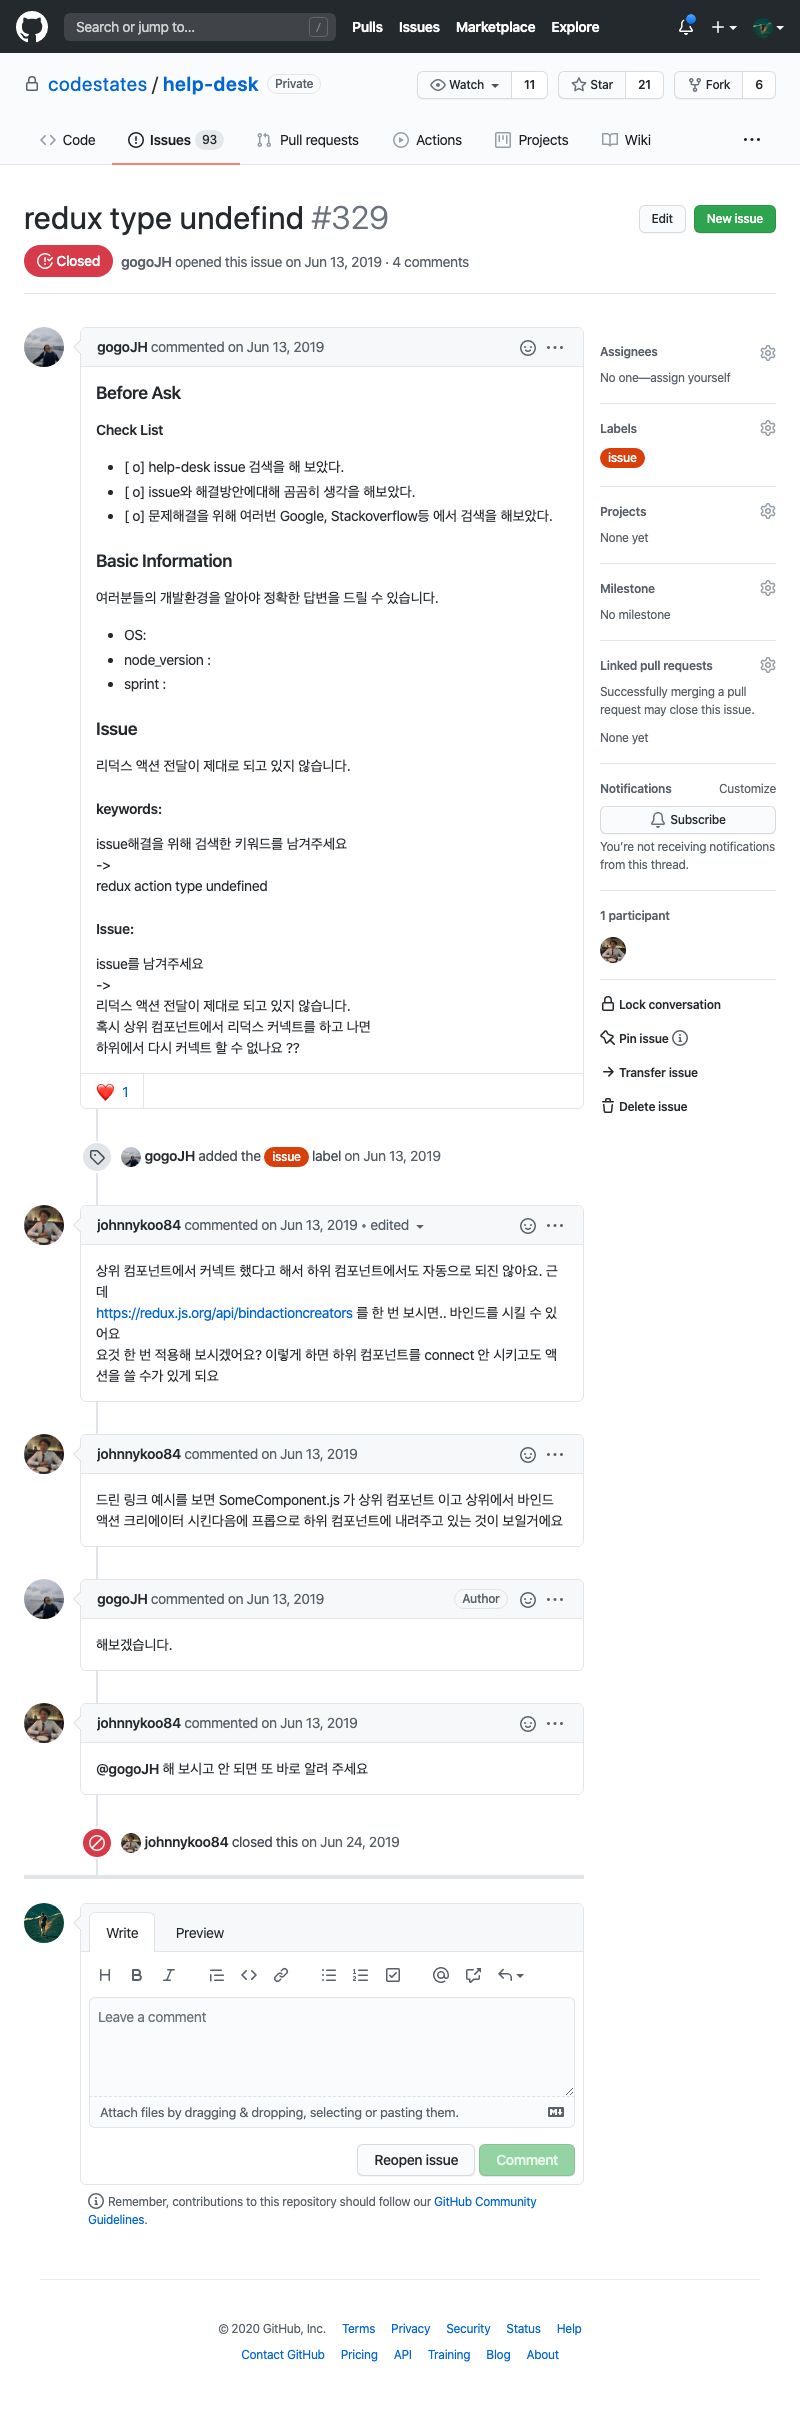 Search or jump to... /
Pulls Issues Marketplace Explore
codestates / help-desk Private
Watch 11 Star 21 Fork 6
Code Issues 93 Pull requests Actions Projects Wiki
redux type undefind #329
Edit New issue
Closed gogoJH opened this issue on Jun 13, 2019 · 4 comments
gogoJH commented on Jun 13, 2019
Before Ask
Check List
[ o] help-desk issue 검색을 해 보았다.
[ o] issue와 해결방안에대해 곰곰히 생각을 해보았다.
[ o] 문제해결을 위해 여러번 Google, Stackoverflow등 에서 검색을 해보았다.
Basic Information
여러분들의 개발환경을 알아야 정확한 답변을 드릴 수 있습니다.
OS:
node_version :
sprint :
Issue
리덕스 액션 전달이 제대로 되고 있지 않습니다.
keywords:
issue해결을 위해 검색한 키워드를 남겨주세요
->
redux action type undefined
Issue:
issue를 남겨주세요
->
리덕스 액션 전달이 제대로 되고 있지 않습니다.
혹시 상위 컴포넌트에서 리덕스 커넥트를 하고 나면
하위에서 다시 커넥트 할 수 없나요 ??
❤️ 1
gogoJH added the issue label on Jun 13, 2019
johnnykoo84 commented on Jun 13, 2019 • edited
상위 컴포넌트에서 커넥트 했다고 해서 하위 컴포넌트에서도 자동으로 되진 않아요. 근
데
https://redux.js.org/api/bindactioncreators 를 한 번 보시면.. 바인드를 시킬 수 있
어요
요것 한 번 적용해 보시겠어요? 이렇게 하면 하위 컴포넌트를 connect 안 시키고도 액
션을 쓸 수가 있게 되요
johnnykoo84 commented on Jun 13, 2019
드린 링크 예시를 보면 SomeComponent.js 가 상위 컴포넌트 이고 상위에서 바인드
액션 크리에이터 시킨다음에 프롭으로 하위 컴포넌트에 내려주고 있는 것이 보일거에요
gogoJH commented on Jun 13, 2019 Author
해보겠습니다.
johnnykoo84 commented on Jun 13, 2019
@gogoJH 해 보시고 안 되면 또 바로 알려 주세요
johnnykoo84 closed this on Jun 24, 2019
Write Preview
Leave a comment
Attach files by dragging & dropping, selecting or pasting them.
Reopen issue Comment
Remember, contributions to this repository should follow our GitHub Community
Guidelines.
Assignees
No one—assign yourself
Labels
issue
Projects
None yet
Milestone
No milestone
Linked pull requests
Successfully merging a pull
request may close this issue.
None yet
Notifications Customize
Subscribe
You're not receiving notifications
from this thread.
1 participant
Lock conversation
Pin issue
Transfer issue
Delete issue
© 2020 GitHub, Inc. Terms Privacy Security Status Help
Contact GitHub Pricing API Training Blog About